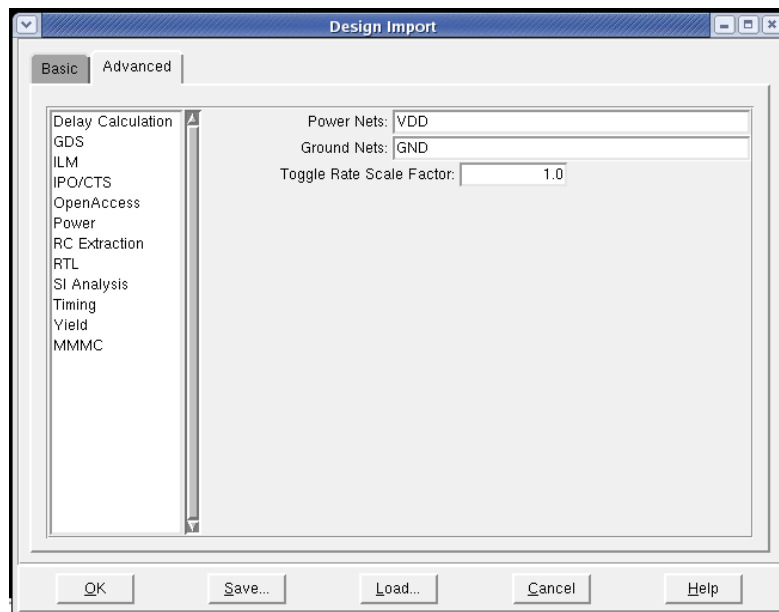 Design Import
Basic
Advanced
Delay Calculation
GDS
ILM
IPO/CTS
OpenAccess
Power
RC Extraction
RTL
SI Analysis
Timing
Yield
MMMC
Power Nets: VDD
Ground Nets: GND
Toggle Rate Scale Factor: 1.0
OK
Save...
Load...
Cancel
Help